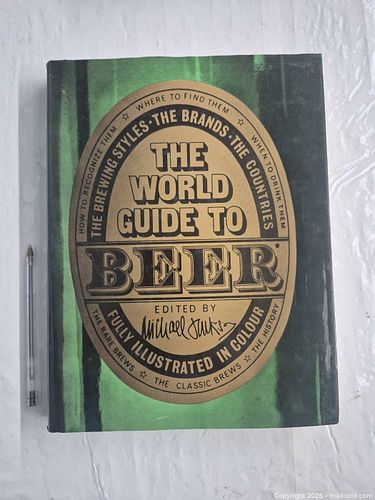 WHERE TO FIND THEM
HOW TO RECOGNIZE THEM
WHEN TO DRINK THEM
THE BREWING STYLES · THE BRANDS · THE COUNTRIES
THE
WORLD
GUIDE TO
BEER
EDITED BY
Michael Jackson
FULLY ILLUSTRATED IN COLOUR
THE RARE BREWS
THE CLASSIC BREWS
THE HISTORY
Copyright 2026 - maxsold.com